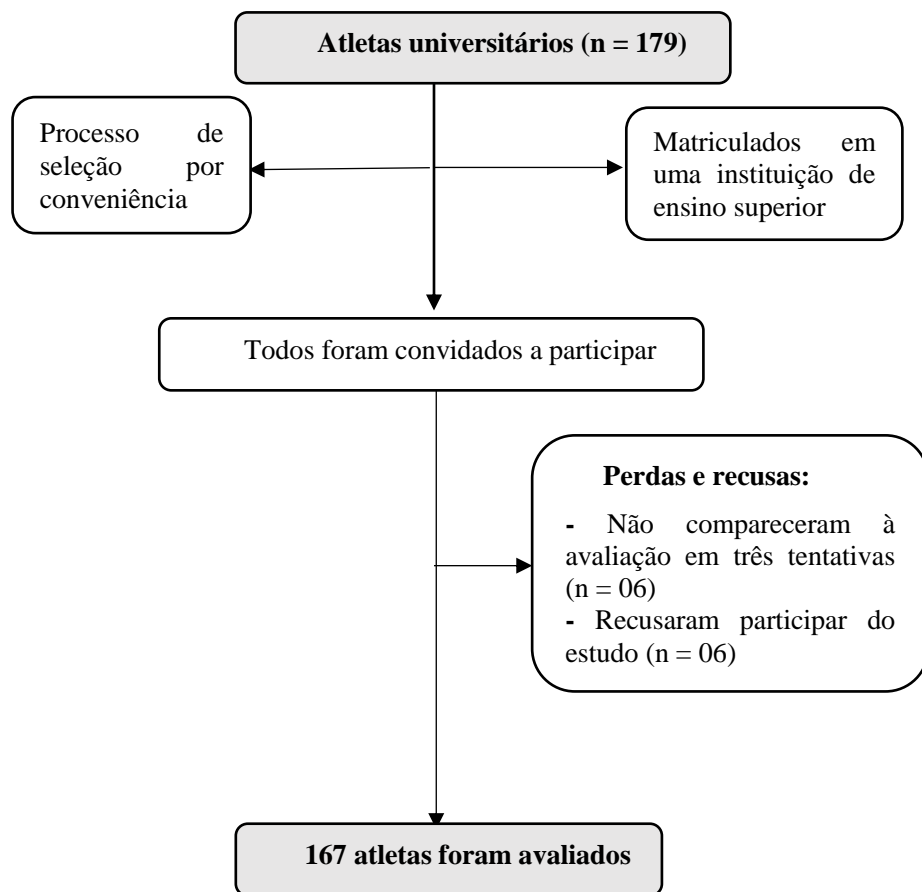 Atletas universitários (n = 179)
Processo de
seleção por
conveniência
Matriculados em
uma instituição de
ensino superior
Todos foram convidados a participar
Perdas e recusas:
- Não compareceram à
avaliação em três tentativas
(n = 06)
- Recusaram participar do
estudo (n = 06)
167 atletas foram avaliados